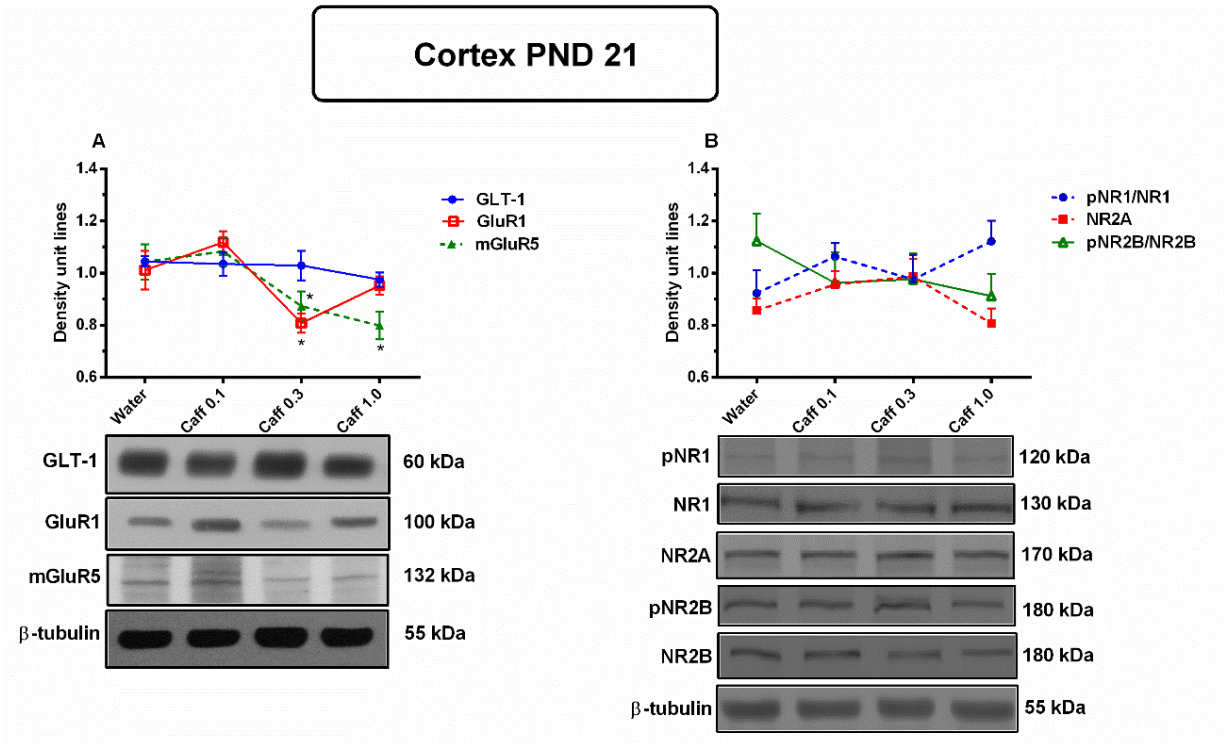 Cortex PND 21
A
Density unit lines
1.4
1.2
1.0
0.8
0.6
Water
Caff 0.1
Caff 0.3
Caff 1.0
*
*
*
GLT-1
GluR1
mGluR5
GLT-1
60 kDa
GluR1
100 kDa
mGluR5
132 kDa
β-tubulin
55 kDa
B
Density unit lines
1.4
1.2
1.0
0.8
0.6
Water
Caff 0.1
Caff 0.3
Caff 1.0
pNR1/NR1
NR2A
pNR2B/NR2B
pNR1
120 kDa
NR1
130 kDa
NR2A
170 kDa
pNR2B
180 kDa
NR2B
180 kDa
β-tubulin
55 kDa